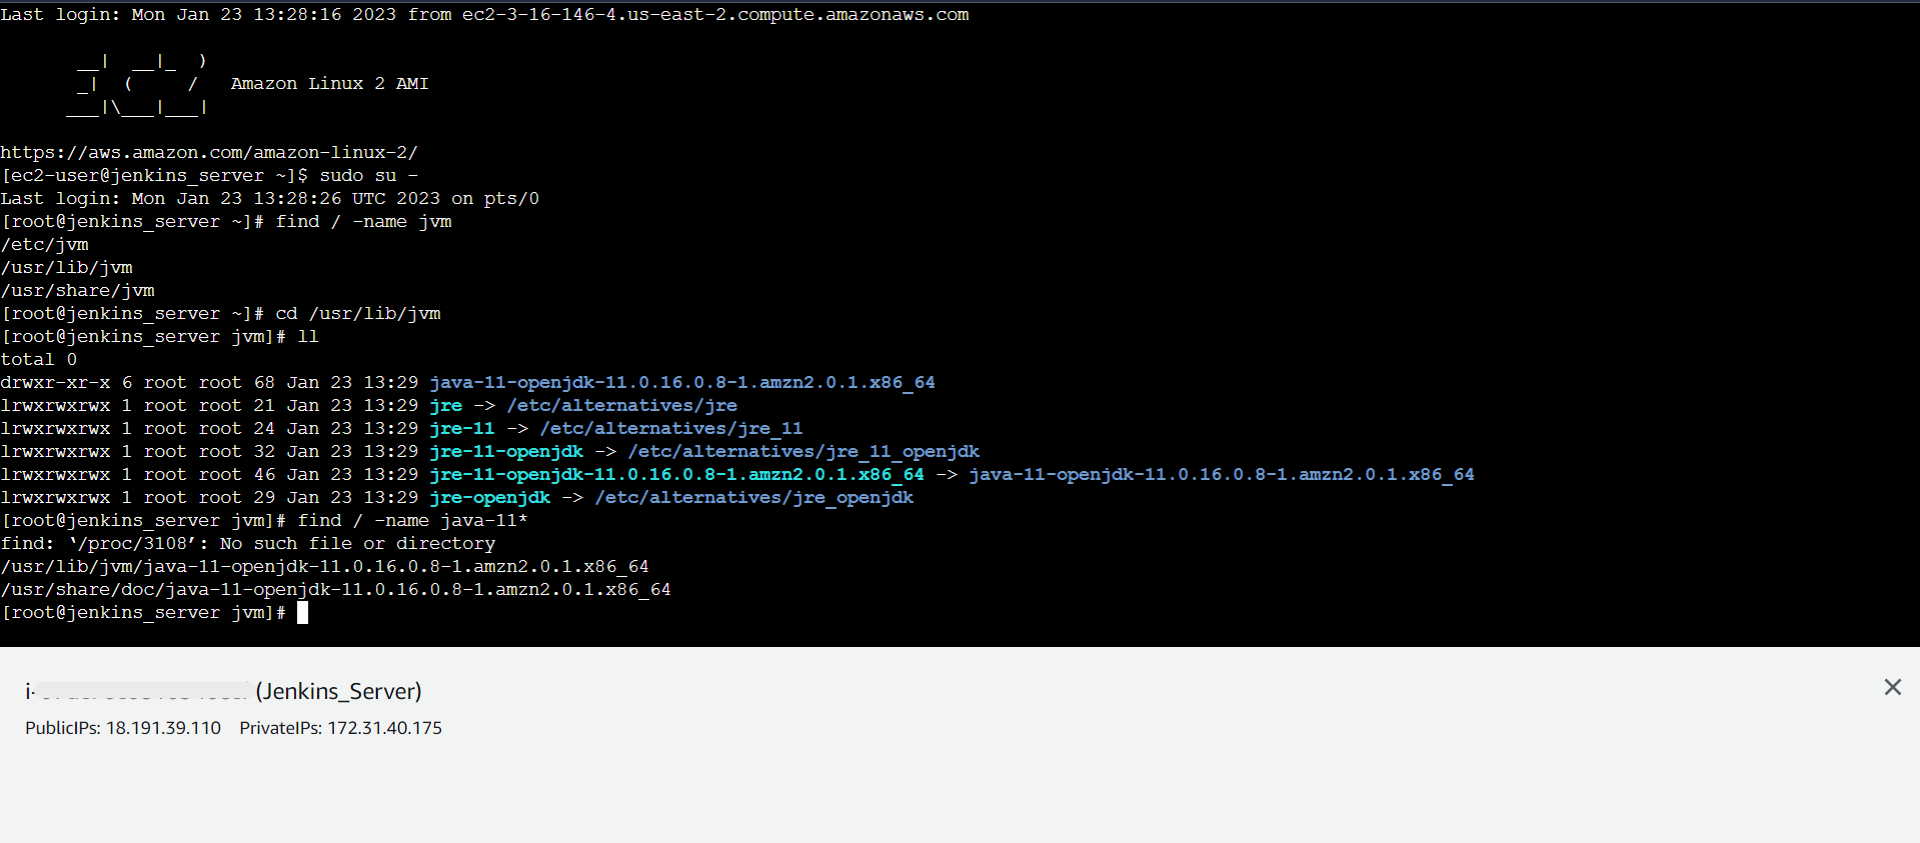 Last login: Mon Jan 23 13:28:16 2023 from ec2-3-16-146-4.us-east-2.compute.amazonaws.com
       __|  __|_  )
       _|  (     /   Amazon Linux 2 AMI
      ___|\___|___|
https://aws.amazon.com/amazon-linux-2/
[ec2-user@jenkins_server ~]$ sudo su -
Last login: Mon Jan 23 13:28:26 UTC 2023 on pts/0
[root@jenkins_server ~]# find / -name jvm
/etc/jvm
/usr/lib/jvm
/usr/share/jvm
[root@jenkins_server ~]# cd /usr/lib/jvm
[root@jenkins_server jvm]# ll
total 0
drwxr-xr-x 6 root root 68 Jan 23 13:29 java-11-openjdk-11.0.16.0.8-1.amzn2.0.1.x86_64
lrwxrwxrwx 1 root root 21 Jan 23 13:29 jre -> /etc/alternatives/jre
lrwxrwxrwx 1 root root 24 Jan 23 13:29 jre-11 -> /etc/alternatives/jre_11
lrwxrwxrwx 1 root root 32 Jan 23 13:29 jre-11-openjdk -> /etc/alternatives/jre_11_openjdk
lrwxrwxrwx 1 root root 46 Jan 23 13:29 jre-11-openjdk-11.0.16.0.8-1.amzn2.0.1.x86_64 -> java-11-openjdk-11.0.16.0.8-1.amzn2.0.1.x86_64
lrwxrwxrwx 1 root root 29 Jan 23 13:29 jre-openjdk -> /etc/alternatives/jre_openjdk
[root@jenkins_server jvm]# find / -name java-11*
find: ‘/proc/3108’: No such file or directory
/usr/lib/jvm/java-11-openjdk-11.0.16.0.8-1.amzn2.0.1.x86_64
/usr/share/doc/java-11-openjdk-11.0.16.0.8-1.amzn2.0.1.x86_64
[root@jenkins_server jvm]#
(Jenkins_Server)
PublicIPs: 18.191.39.110 PrivateIPs: 172.31.40.175